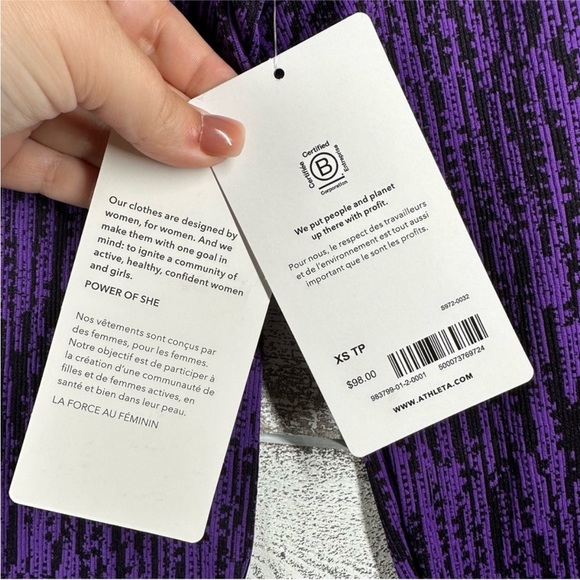 Our clothes are designed by
women, for women. And we
make them with one goal in
mind: to ignite a community of
active, healthy, confident women
and girls.
POWER OF SHE
Nos vêtements sont conçus par
des femmes, pour les femmes.
Notre objectif est de participer à
la création d'une communauté de
filles et de femmes actives, en
santé et bien dans leur peau.
LA FORCE AU FÉMININ
Certified
Certifiée
B
Entreprise
Corporation
We put people and planet
up there with profit.
Pour nous, le respect des travailleurs
et de l'environnement est tout aussi
important que le sont les profits.
S972-0032
XS TP
$98.00
983799-01-2-0001 500073769724
WWW.ATHLETA.COM